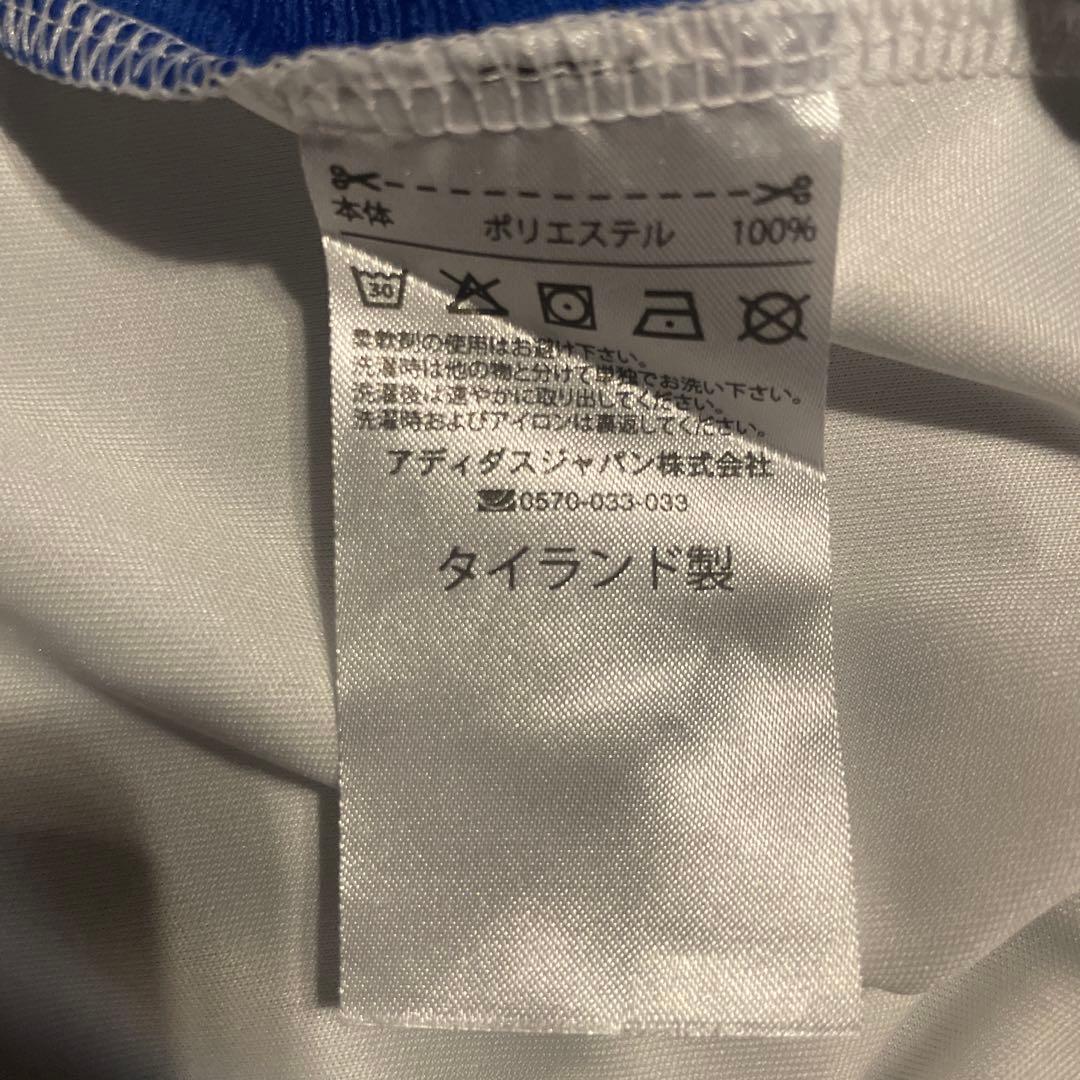 本体 ポリエステル 100%
30
柔軟剤の使用はお避け下さい。
洗濯時は他の物と分けて単独でお洗い下さい。
洗濯後は速やかに取り出してください。
洗濯時およびアイロンは裏返してください。
アディダスジャパン株式会社
0570-033-033
タイランド製